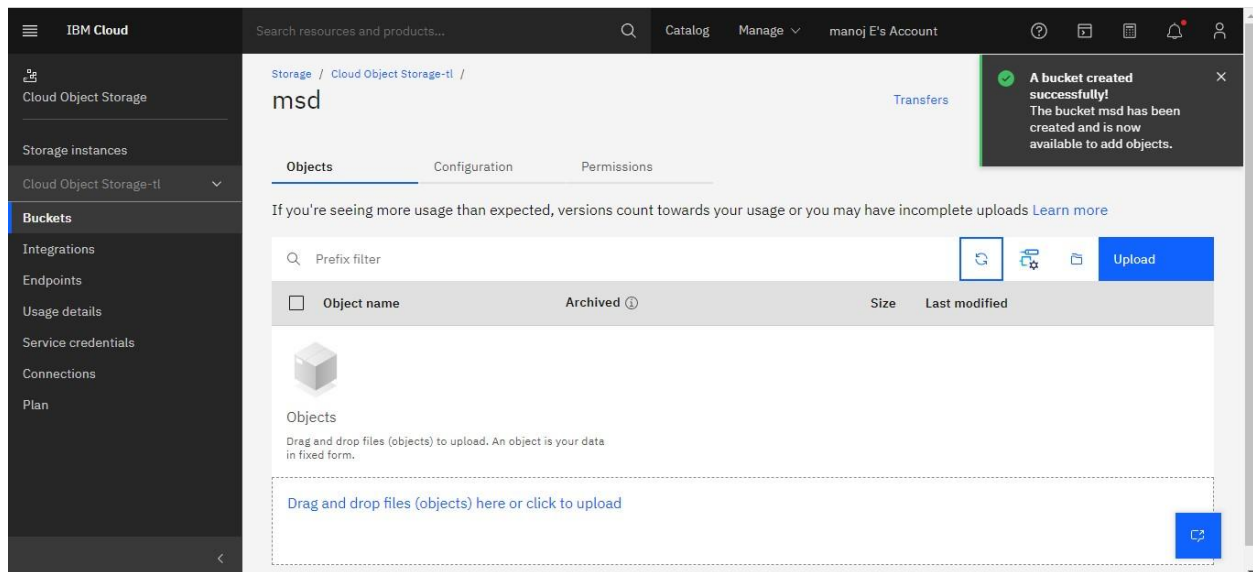 IBM Cloud
Search resources and products...
Catalog
Manage
manoj E's Account
Cloud Object Storage
Storage instances
Cloud Object Storage-tl
Buckets
Integrations
Endpoints
Usage details
Service credentials
Connections
Plan
Storage / Cloud Object Storage-tl /
msd
Transfers
A bucket created
successfully!
The bucket msd has been
created and is now
available to add objects.
Objects
Configuration
Permissions
If you're seeing more usage than expected, versions count towards your usage or you may have incomplete uploads Learn more
Prefix filter
Upload
Object name
Archived
Size
Last modified
Objects
Drag and drop files (objects) to upload. An object is your data
in fixed form.
Drag and drop files (objects) here or click to upload